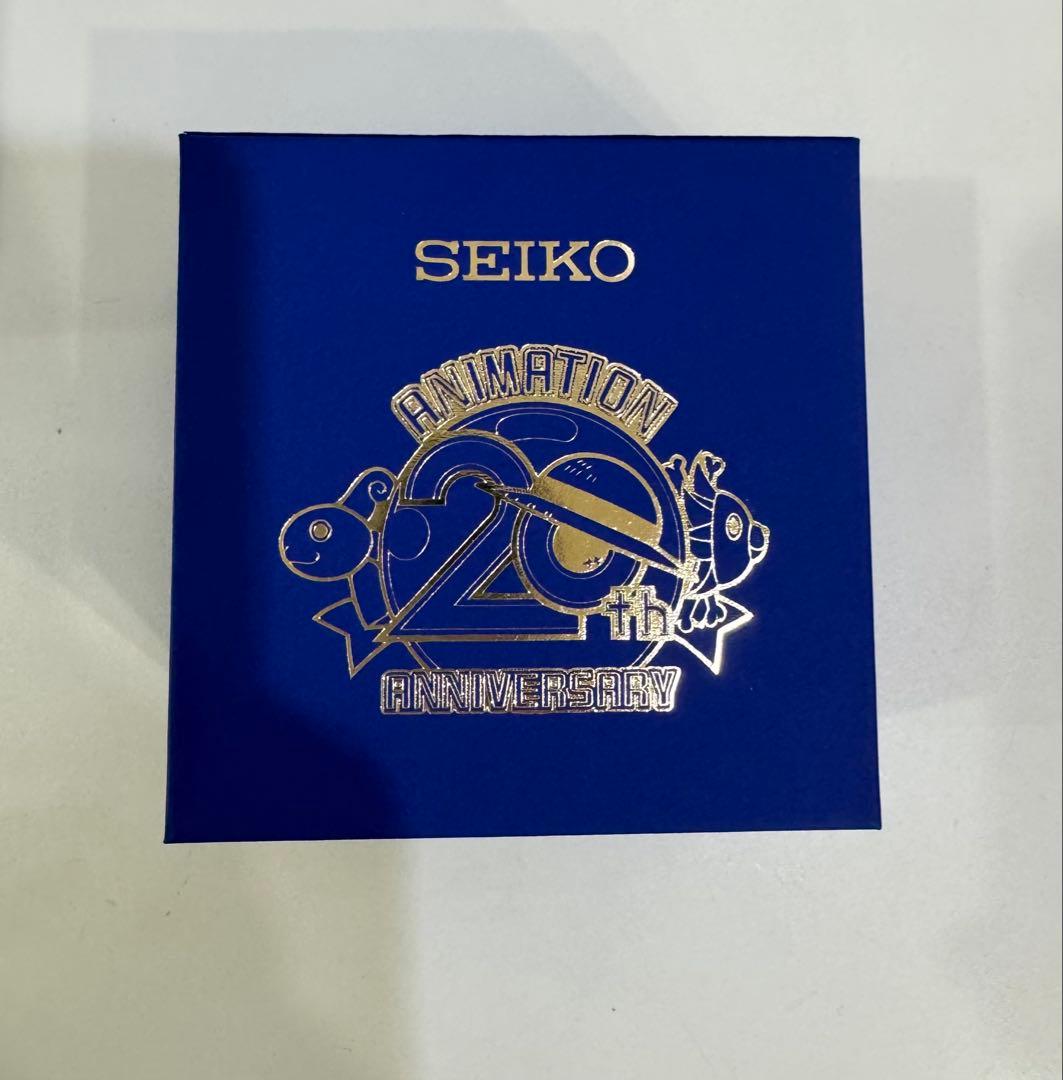 SEIKO
ANIMATION
20th
ANNIVERSARY